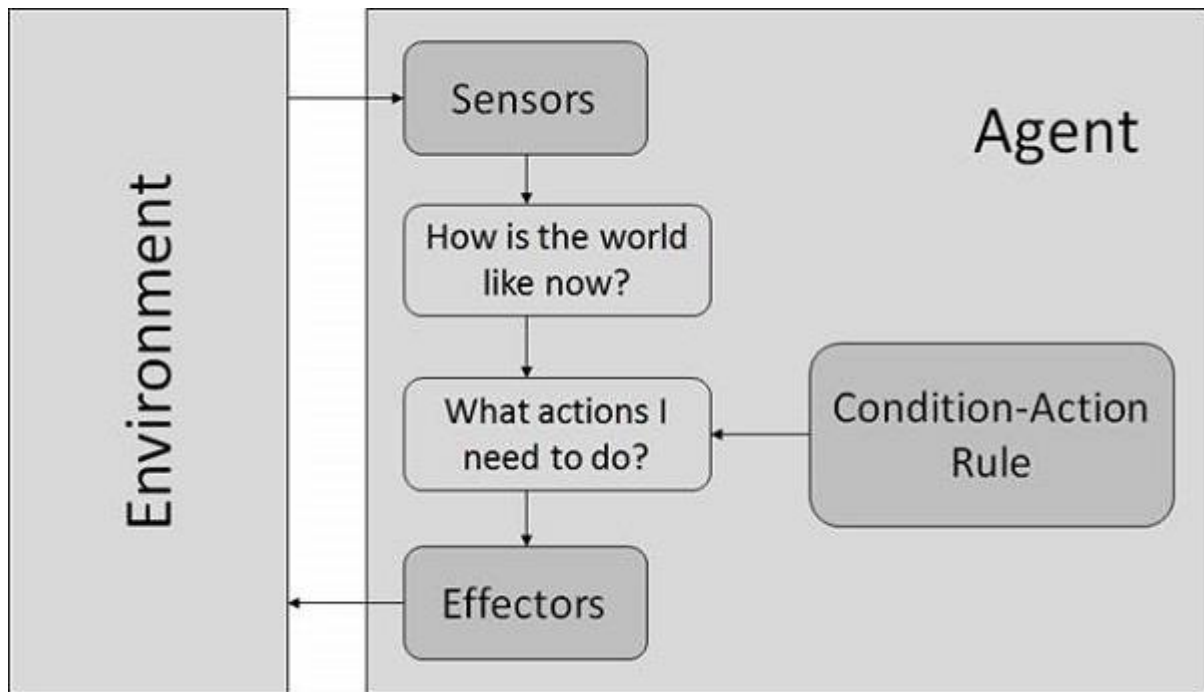 Environment
Sensors
Agent
How is the world
like now?
What actions I
need to do?
Condition-Action
Rule
Effectors